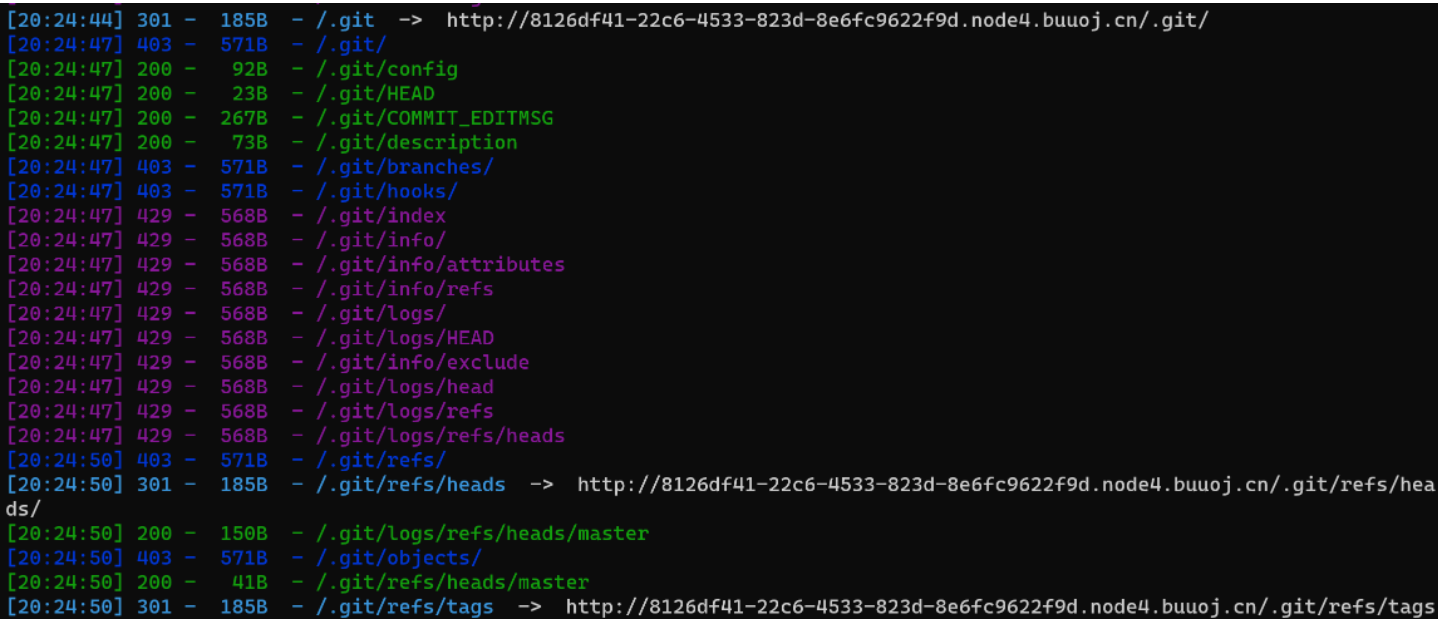 [20:24:44] 301 -  185B  - /.git  ->  http://8126df41-22c6-4533-823d-8e6fc9622f9d.node4.buuoj.cn/.git/
[20:24:47] 403 -  571B  - /.git/
[20:24:47] 200 -   92B  - /.git/config
[20:24:47] 200 -   23B  - /.git/HEAD
[20:24:47] 200 -  267B  - /.git/COMMIT_EDITMSG
[20:24:47] 200 -   73B  - /.git/description
[20:24:47] 403 -  571B  - /.git/branches/
[20:24:47] 403 -  571B  - /.git/hooks/
[20:24:47] 429 -  568B  - /.git/index
[20:24:47] 429 -  568B  - /.git/info/
[20:24:47] 429 -  568B  - /.git/info/attributes
[20:24:47] 429 -  568B  - /.git/info/refs
[20:24:47] 429 -  568B  - /.git/logs/
[20:24:47] 429 -  568B  - /.git/logs/HEAD
[20:24:47] 429 -  568B  - /.git/info/exclude
[20:24:47] 429 -  568B  - /.git/logs/head
[20:24:47] 429 -  568B  - /.git/logs/refs
[20:24:47] 429 -  568B  - /.git/logs/refs/heads
[20:24:50] 403 -  571B  - /.git/refs/
[20:24:50] 301 -  185B  - /.git/refs/heads  ->  http://8126df41-22c6-4533-823d-8e6fc9622f9d.node4.buuoj.cn/.git/refs/hea
ds/
[20:24:50] 200 -  150B  - /.git/logs/refs/heads/master
[20:24:50] 403 -  571B  - /.git/objects/
[20:24:50] 200 -   41B  - /.git/refs/heads/master
[20:24:50] 301 -  185B  - /.git/refs/tags  ->  http://8126df41-22c6-4533-823d-8e6fc9622f9d.node4.buuoj.cn/.git/refs/tags